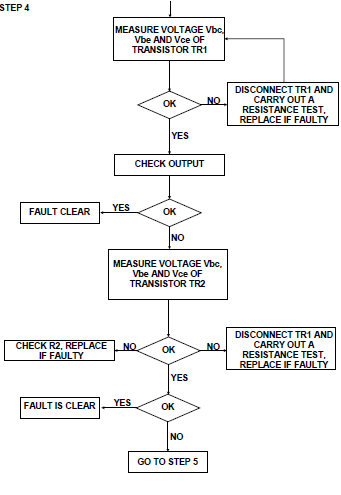 STEP 4
MEASURE VOLTAGE Vbc,
Vbe AND Vce OF
TRANSISTOR TR1
OK
NO
DISCONNECT TR1 AND
CARRY OUT A
RESISTANCE TEST,
REPLACE IF FAULTY
YES
CHECK OUTPUT
FAULT CLEAR
YES
OK
NO
MEASURE VOLTAGE Vbc,
Vbe AND Vce OF
TRANSISTOR TR2
CHECK R2, REPLACE
IF FAULTY
NO
OK
NO
DISCONNECT TR1 AND
CARRY OUT A
RESISTANCE TEST,
REPLACE IF FAULTY
YES
FAULT IS CLEAR
YES
OK
NO
GO TO STEP 5